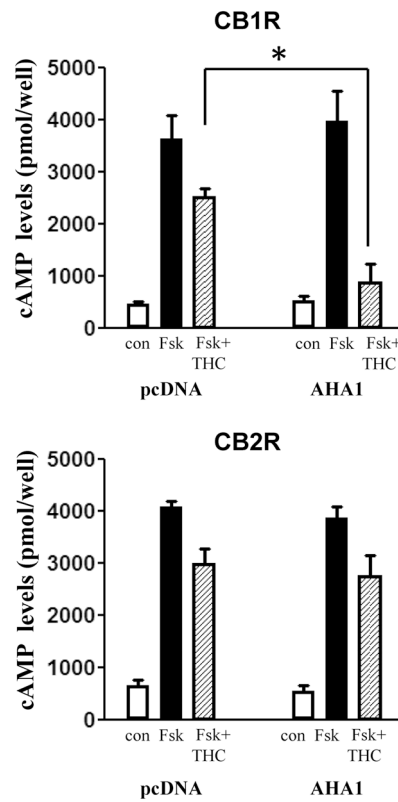 CB1R
*
cAMP levels (pmol/well)
5000
4000
3000
2000
1000
0
con Fsk Fsk+ con Fsk Fsk+
THC THC
pcDNA AHA1
CB2R
cAMP levels (pmol/well)
5000
4000
3000
2000
1000
0
con Fsk Fsk+ con Fsk Fsk+
THC THC
pcDNA AHA1